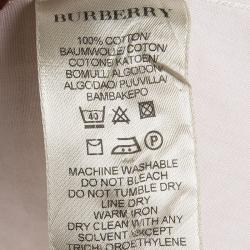 BURBERRY
100% COTTON/
BAUMWOLLE/COTON/
COTONE/KATOEN/
BOMULL/ALGODON/
ALGODAO/PUUVILLA/
BAMBAKEPO
40
P
MACHINE WASHABLE
DO NOT BLEACH
DO NOT TUMBLE DRY
LINE DRY
WARM IRON
DRY CLEAN WITH ANY
SOLVENT EXCEPT
TRICHLOROETHYLENE